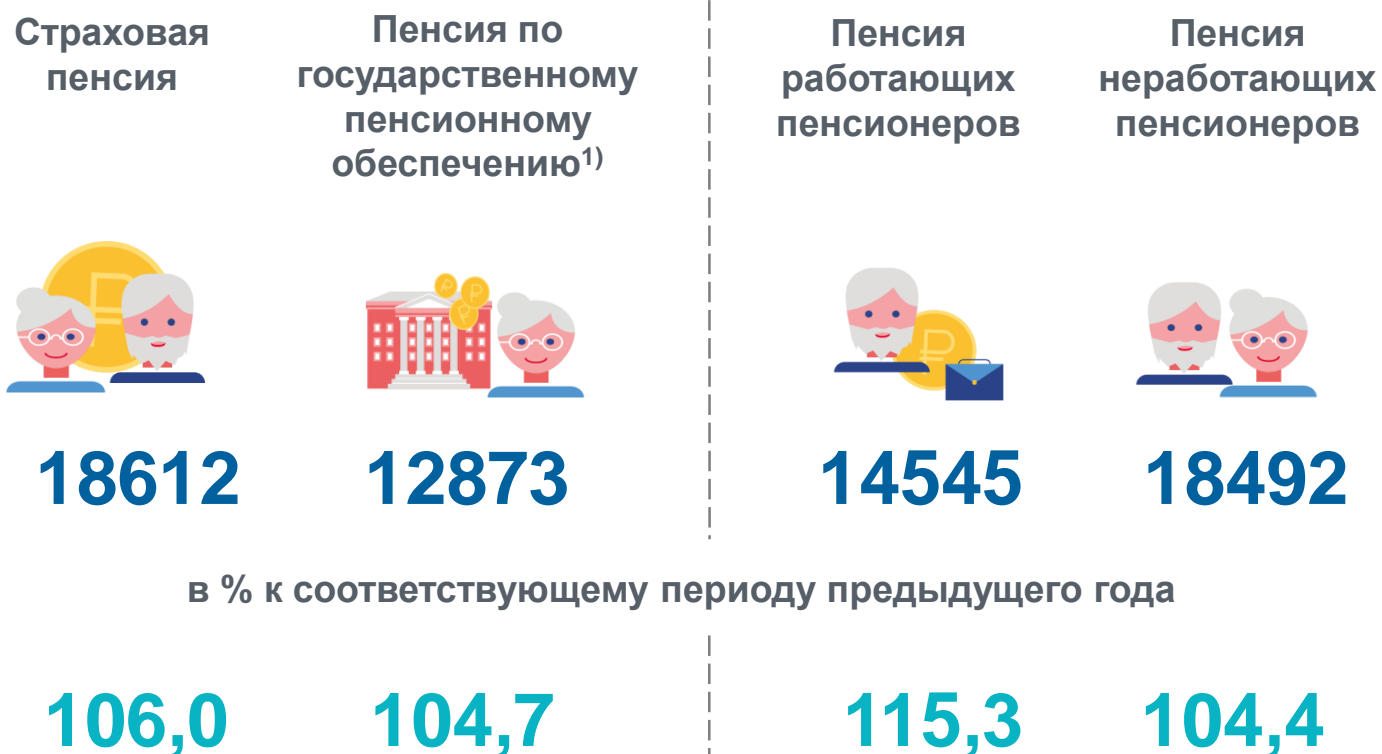 Страховая
пенсия
Пенсия по
государственному
пенсионному
обеспечению¹⁾
Пенсия
работающих
пенсионеров
Пенсия
неработающих
пенсионеров
18612
12873
14545
18492
в % к соответствующему периоду предыдущего года
106,0
104,7
115,3
104,4